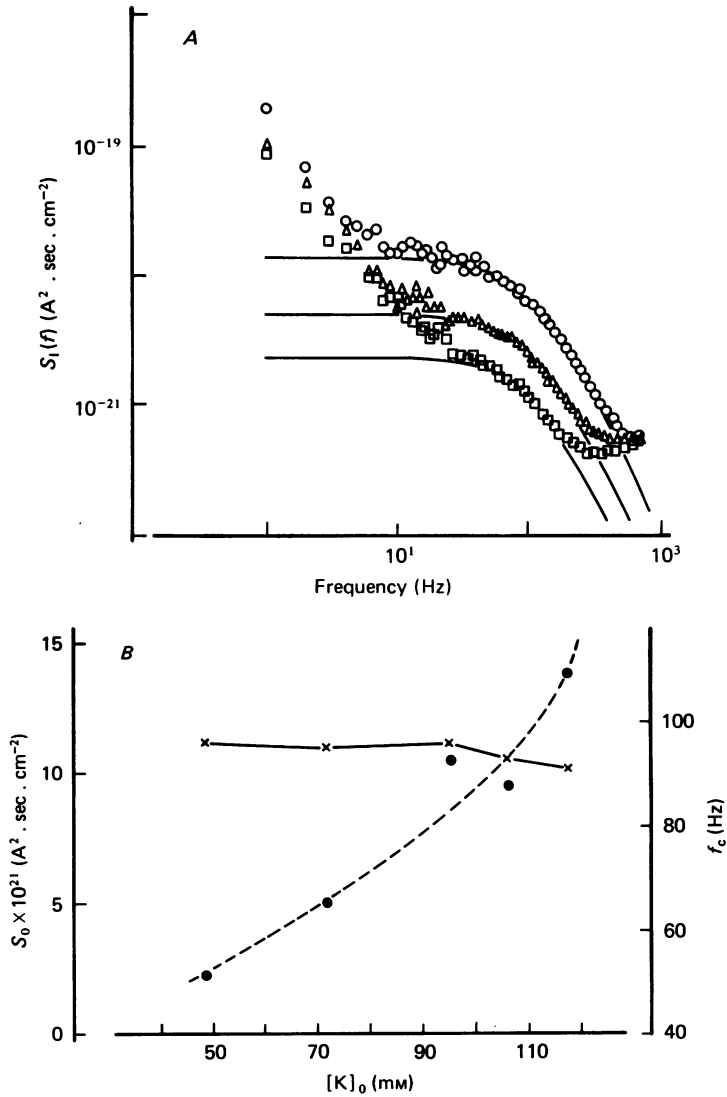 A
10⁻¹⁹
10⁻²¹
S_I(f) (A² . sec . cm⁻²)
10¹
10³
Frequency (Hz)
B
15
10
5
0
S₀ × 10²¹ (A² . sec . cm⁻²)
100
80
60
40
f_c (Hz)
50
70
90
110
[K]₀ (mM)